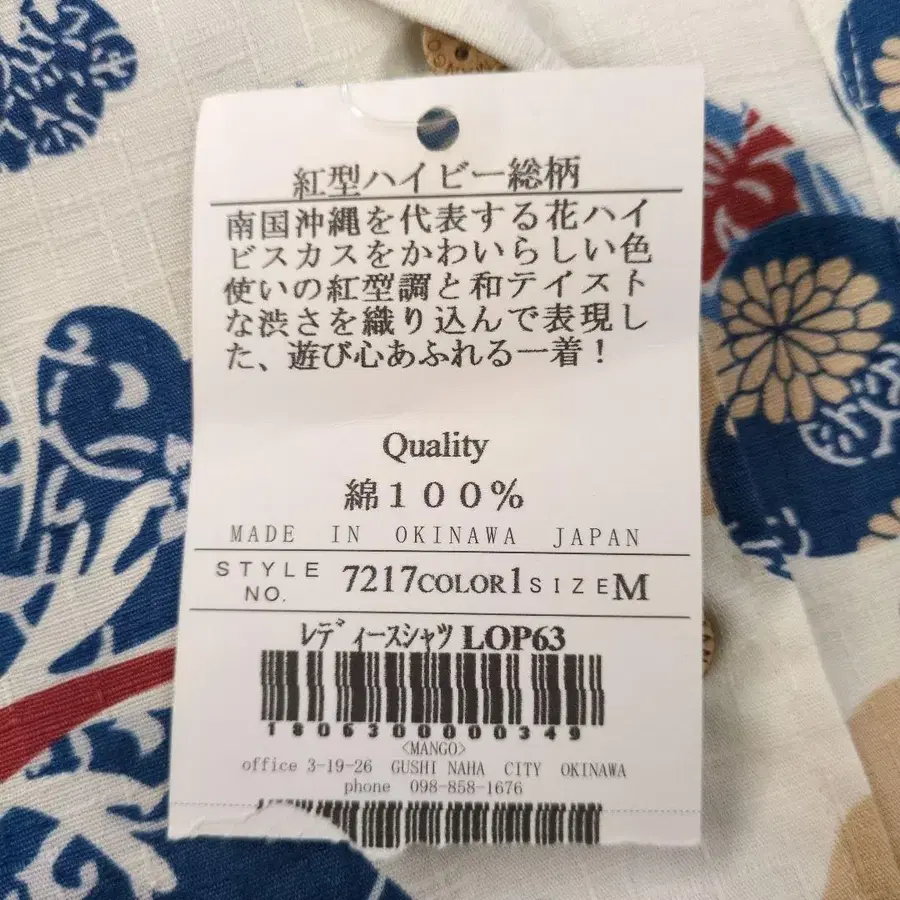 紅型ハイビー総柄
南国沖縄を代表する花ハイ
ビスカスをかわいらしい色
使いの紅型調と和テイスト
な渋さを織り込んで表現し
た、遊び心あふれる一着！
Quality
綿100％
MADE IN OKINAWA JAPAN
STYLE NO. 7217COLOR1 SIZE M
ﾚﾃﾞｨｰｽｼｬﾂ LOP63
1806300000349
<MANGO>
office 3-19-26 GUSHI NAHA CITY OKINAWA
phone 098-858-1676